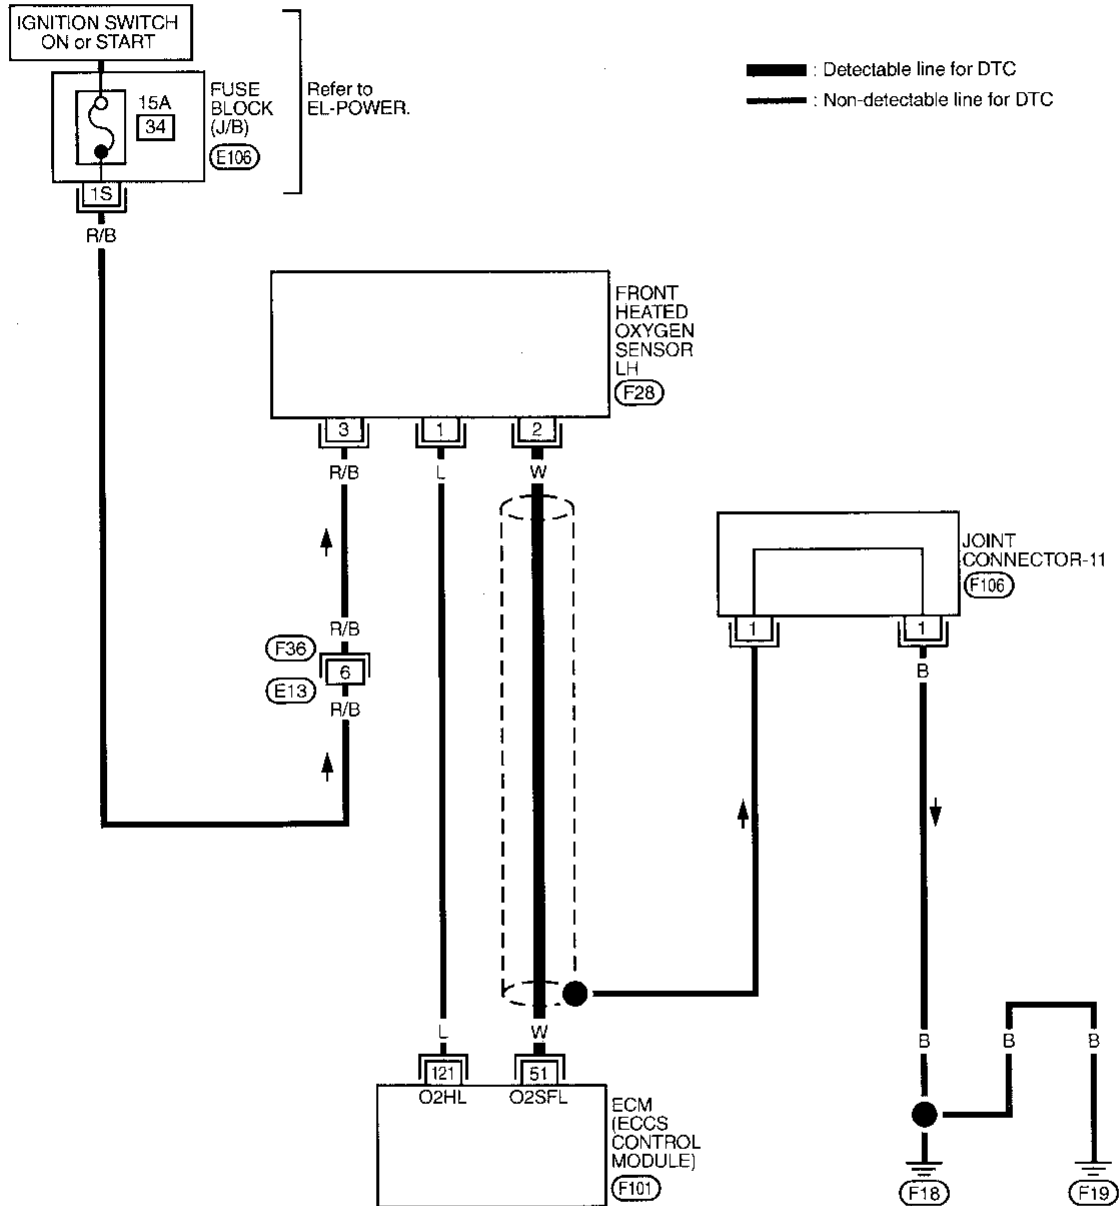 IGNITION SWITCH
ON or START
15A
34
FUSE
BLOCK
(J/B)
E106
Refer to
EL-POWER.
: Detectable line for DTC
: Non-detectable line for DTC
1S
R/B
FRONT
HEATED
OXYGEN
SENSOR
LH
F28
3
1
2
R/B
L
W
JOINT
CONNECTOR-11
F106
1
1
B
R/B
F36
6
E13
R/B
L
W
B
B
B
121
51
O2HL
O2SFL
ECM
(ECCS
CONTROL
MODULE)
F101
F18
F19